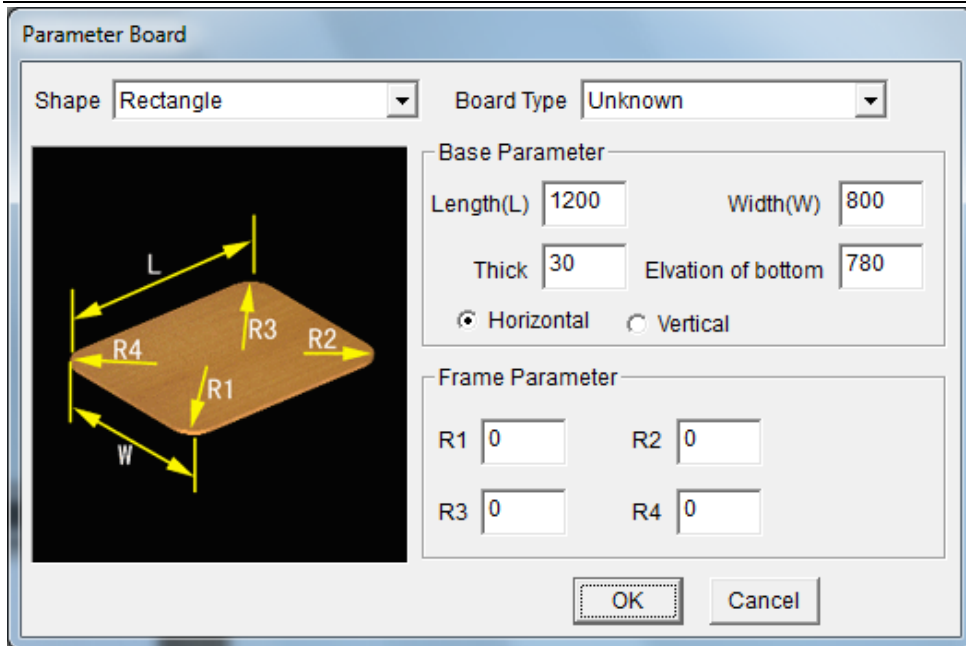 Parameter Board
Shape Rectangle Board Type Unknown
Base Parameter
Length(L) 1200 Width(W) 800
Thick 30 Elvation of bottom 780
Horizontal Vertical
L
R3
R2
R4
R1
W
Frame Parameter
R1 0 R2 0
R3 0 R4 0
OK Cancel